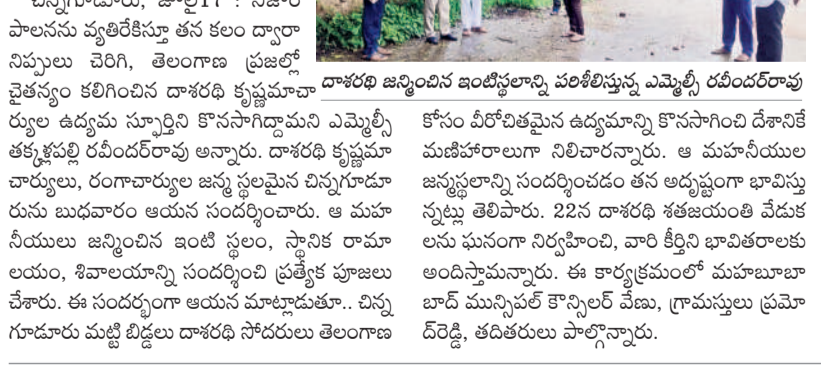 చిన్నగూడూరు, జూలై17 : నిజాం
పాలనను వ్యతిరేకిస్తూ తన కలం ద్వారా
నిప్పులు చెరిగి, తెలంగాణ ప్రజల్లో
చైతన్యం కలిగించిన దాశరథి కృష్ణమాచా
ర్యుల ఉద్యమ స్ఫూర్తిని కొనసాగిద్దామని ఎమ్మెల్సీ
తక్కళ్లపల్లి రవీందర్‌రావు అన్నారు. దాశరథి కృష్ణమా
చార్యులు, రంగాచార్యుల జన్మ స్థలమైన చిన్నగూడూ
రును బుధవారం ఆయన సందర్శించారు. ఆ మహ
నీయులు జన్మించిన ఇంటి స్థలం, స్థానిక రామా
లయం, శివాలయాన్ని సందర్శించి ప్రత్యేక పూజలు
చేశారు. ఈ సందర్భంగా ఆయన మాట్లాడుతూ.. చిన్న
గూడూరు మట్టి బిడ్డలు దాశరథి సోదరులు తెలంగాణ
దాశరథి జన్మించిన ఇంటిస్థలాన్ని పరిశీలిస్తున్న ఎమ్మెల్సీ రవీందర్‌రావు
కోసం వీరోచితమైన ఉద్యమాన్ని కొనసాగించి దేశానికే
మణిహారాలుగా నిలిచారన్నారు. ఆ మహనీయుల
జన్మస్థలాన్ని సందర్శించడం తన అదృష్టంగా భావిస్తు
న్నట్లు తెలిపారు. 22న దాశరథి శతజయంతి వేడుక
లను ఘనంగా నిర్వహించి, వారి కీర్తిని భావితరాలకు
అందిస్తామన్నారు. ఈ కార్యక్రమంలో మహబూబా
బాద్ మున్సిపల్ కౌన్సిలర్ వేణు, గ్రామస్తులు ప్రమో
ద్‌రెడ్డి, తదితరులు పాల్గొన్నారు.